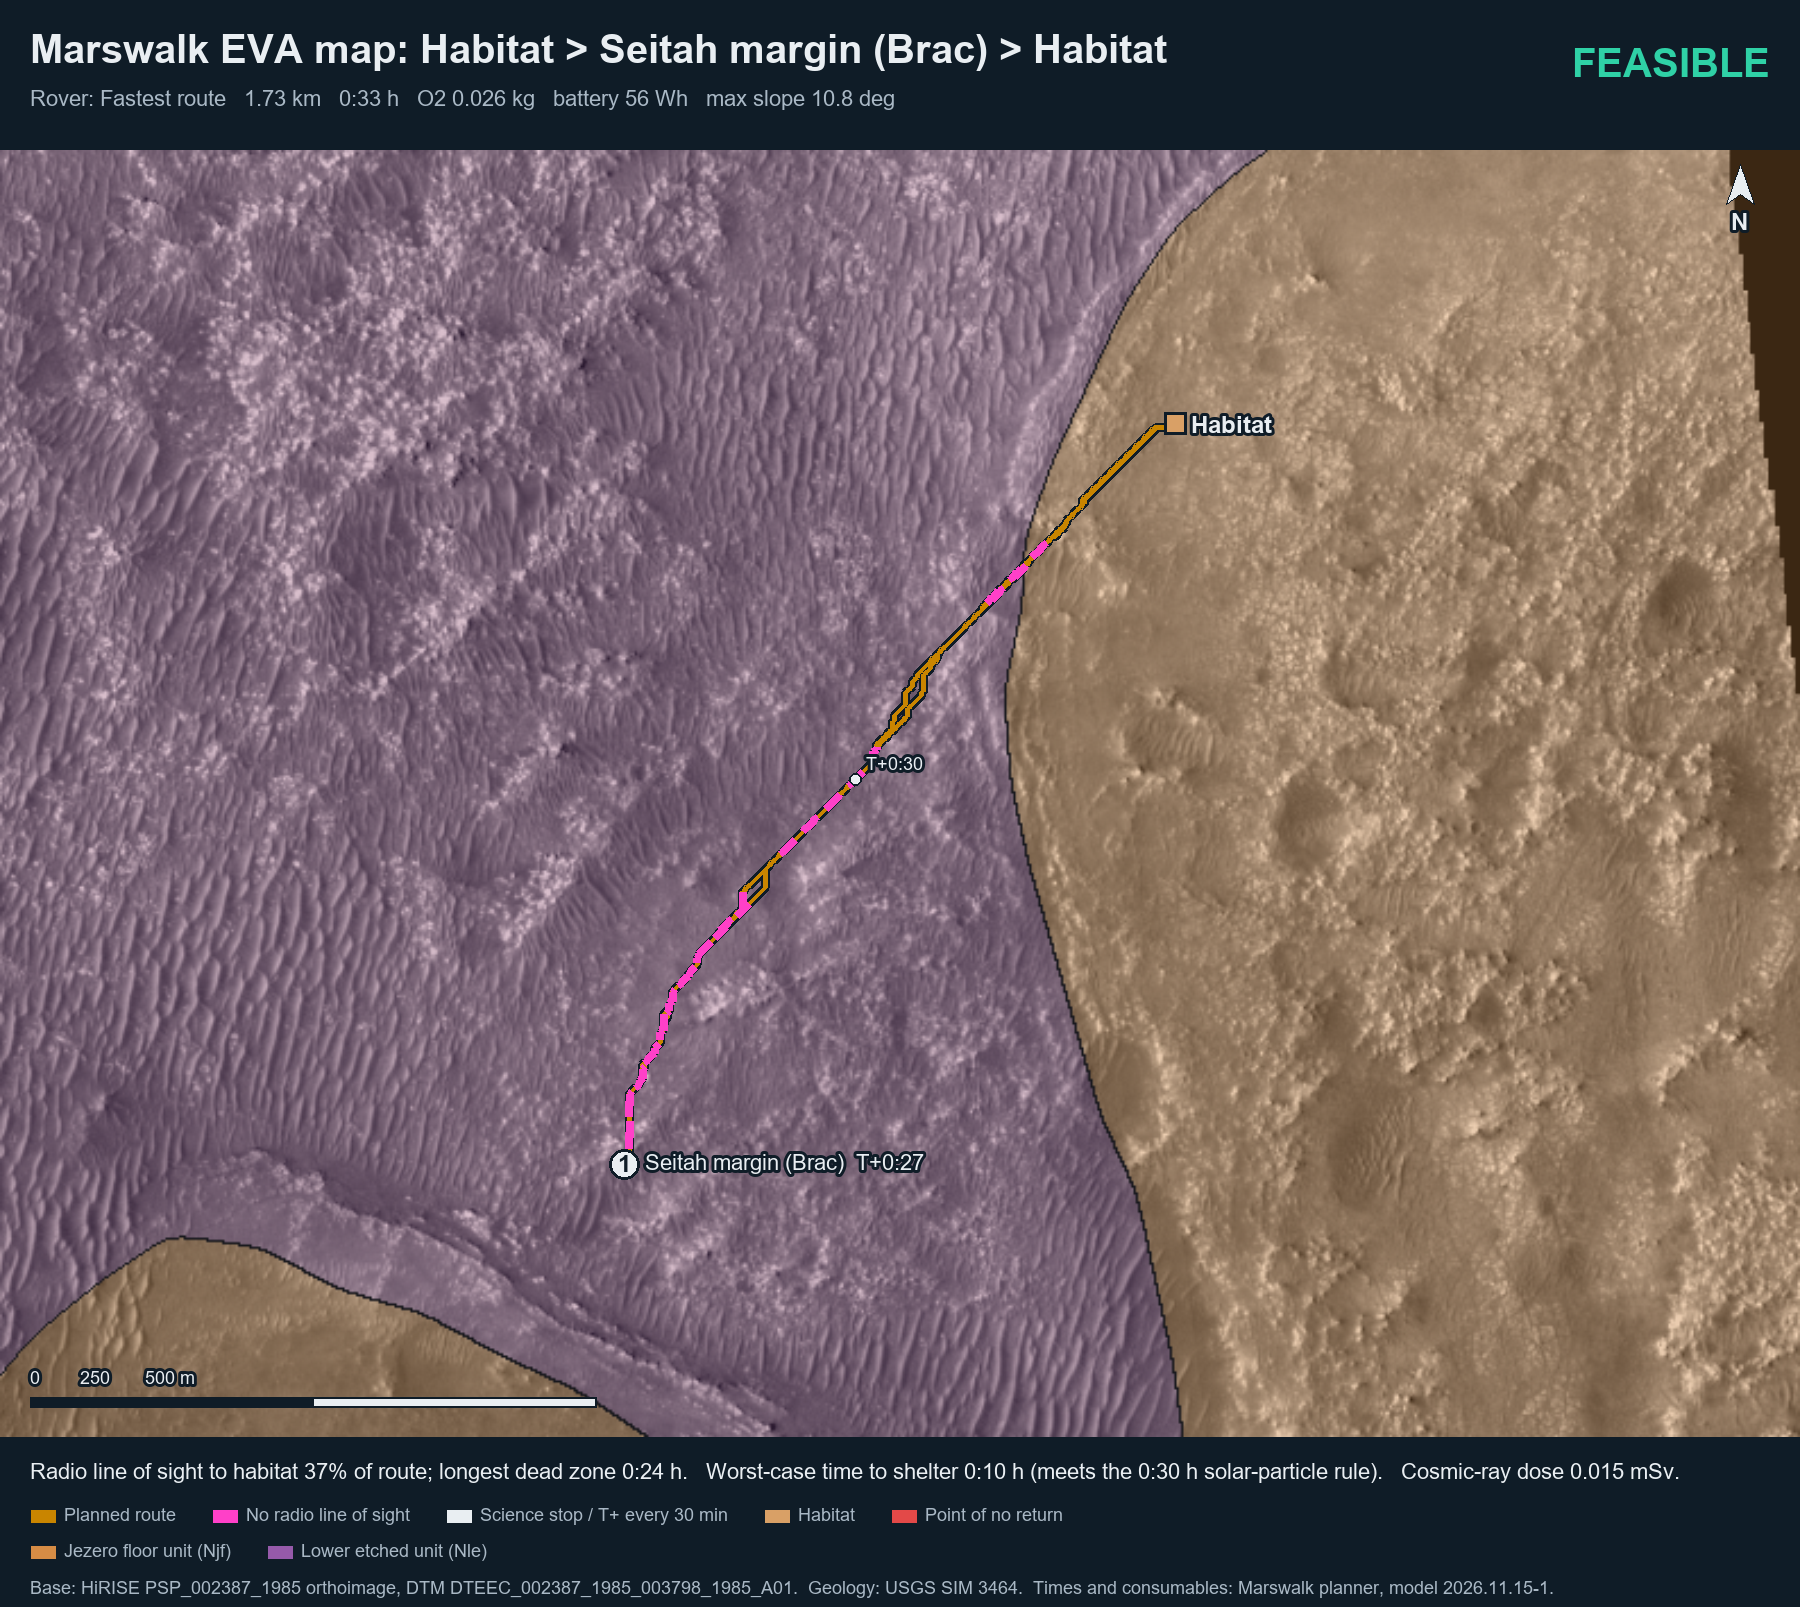 Marswalk EVA map: Habitat > Seitah margin (Brac) > Habitat
FEASIBLE
Rover: Fastest route 1.73 km 0:33 h O2 0.026 kg battery 56 Wh max slope 10.8 deg
N
Habitat
T+0:30
1 Seitah margin (Brac) T+0:27
0 250 500 m
Radio line of sight to habitat 37% of route; longest dead zone 0:24 h. Worst-case time to shelter 0:10 h (meets the 0:30 h solar-particle rule). Cosmic-ray dose 0.015 mSv.
Planned route No radio line of sight Science stop / T+ every 30 min Habitat Point of no return
Jezero floor unit (Njf) Lower etched unit (Nle)
Base: HiRISE PSP_002387_1985 orthoimage, DTM DTEEC_002387_1985_003798_1985_A01. Geology: USGS SIM 3464. Times and consumables: Marswalk planner, model 2026.11.15-1.